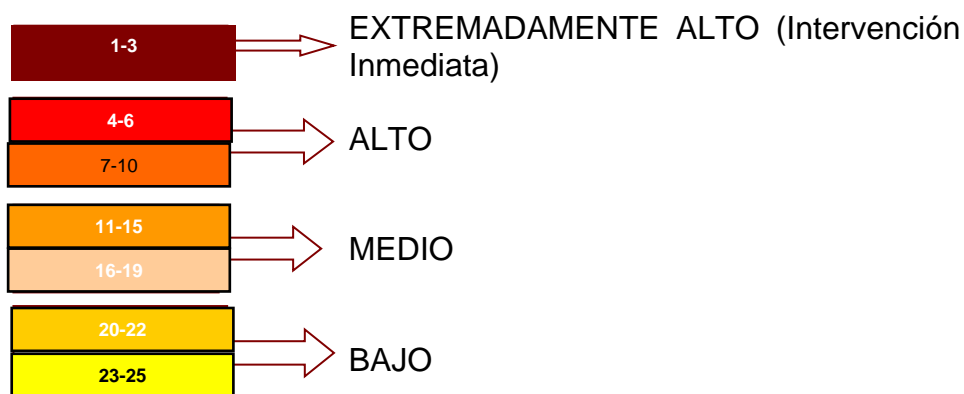 1-3
EXTREMADAMENTE ALTO (Intervención
Inmediata)
4-6
7-10
ALTO
11-15
16-19
MEDIO
20-22
23-25
BAJO